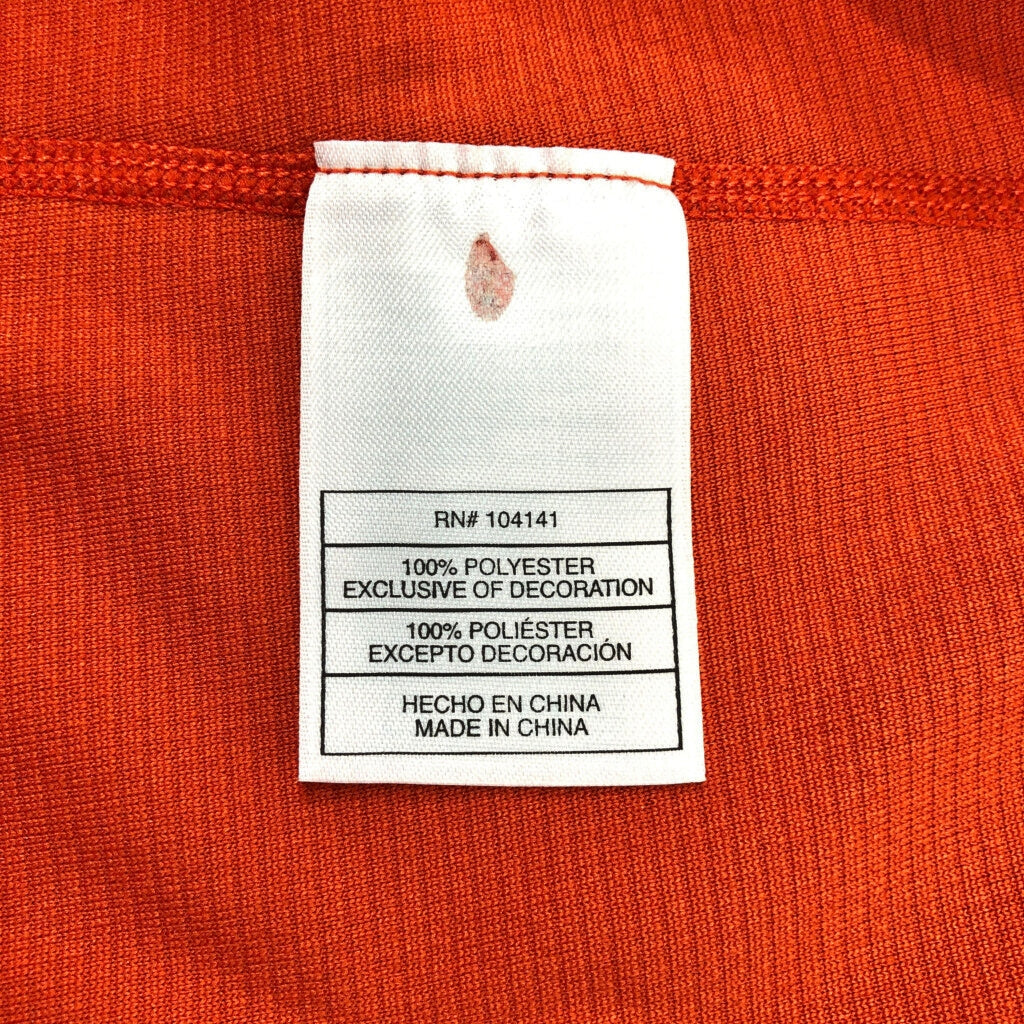 RN# 104141
100% POLYESTER
EXCLUSIVE OF DECORATION
100% POLIÉSTER
EXCEPTO DECORACIÓN
HECHO EN CHINA
MADE IN CHINA